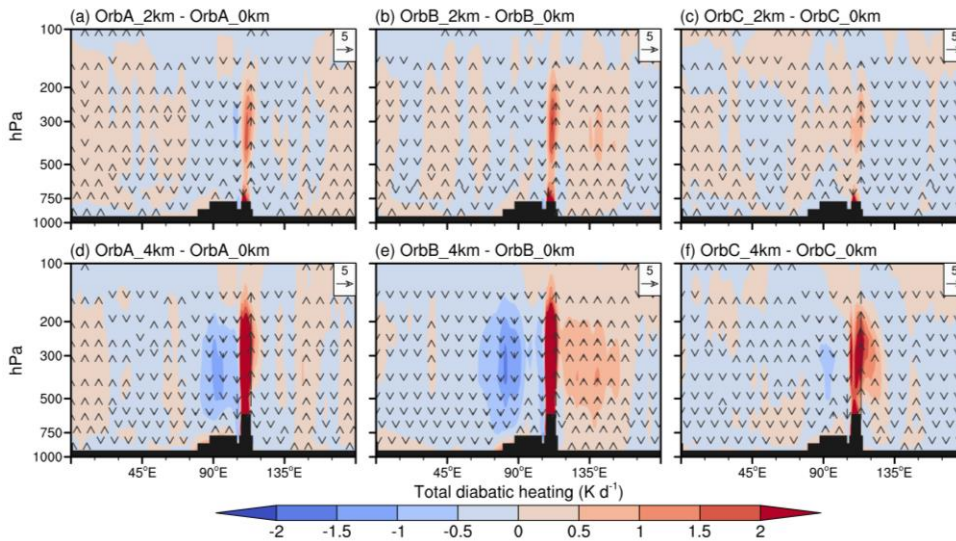 (a) OrbA_2km - OrbA_0km
(b) OrbB_2km - OrbB_0km
(c) OrbC_2km - OrbC_0km
100
200
300
500
750
1000
hPa
5
5
5
(d) OrbA_4km - OrbA_0km
(e) OrbB_4km - OrbB_0km
(f) OrbC_4km - OrbC_0km
100
200
300
500
750
1000
hPa
5
5
5
45°E 90°E 135°E
45°E 90°E 135°E
45°E 90°E 135°E
Total diabatic heating (K d⁻¹)
-2 -1.5 -1 -0.5 0 0.5 1 1.5 2